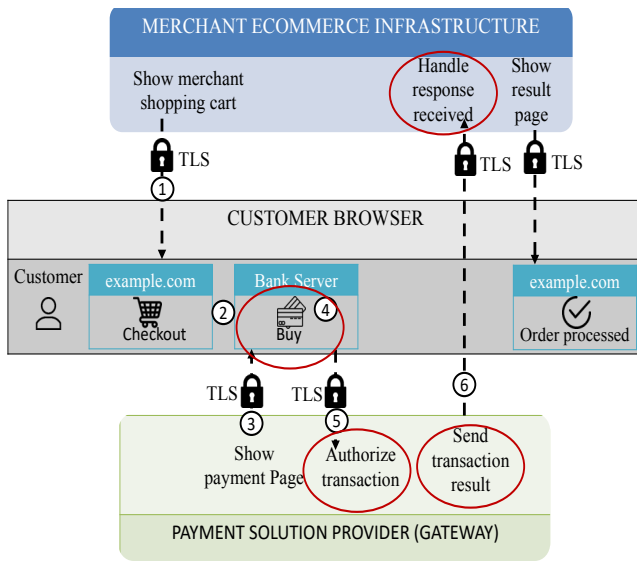 MERCHANT ECOMMERCE INFRASTRUCTURE
Show merchant
shopping cart
Handle
response
received
Show
result
page
TLS
TLS
TLS
1
CUSTOMER BROWSER
Customer
example.com
Checkout
2
Bank Server
4
Buy
example.com
Order processed
TLS
3
TLS
5
6
Show
payment Page
Authorize
transaction
Send
transaction
result
PAYMENT SOLUTION PROVIDER (GATEWAY)